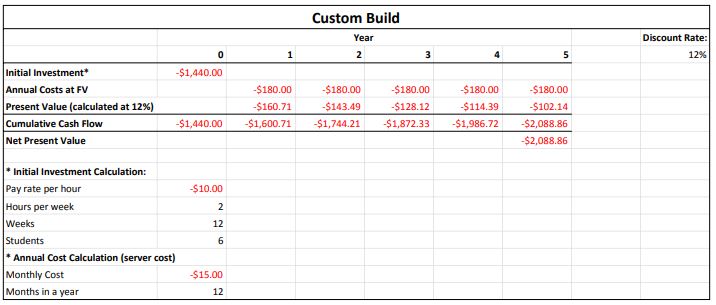 Custom Build
Year Discount Rate:
0 1 2 3 4 5 12%
Initial Investment* -$1,440.00
Annual Costs at FV -$180.00 -$180.00 -$180.00 -$180.00 -$180.00
Present Value (calculated at 12%) -$160.71 -$143.49 -$128.12 -$114.39 -$102.14
Cumulative Cash Flow -$1,440.00 -$1,600.71 -$1,744.21 -$1,872.33 -$1,986.72 -$2,088.86
Net Present Value -$2,088.86
* Initial Investment Calculation:
Pay rate per hour -$10.00
Hours per week 2
Weeks 12
Students 6
* Annual Cost Calculation (server cost)
Monthly Cost -$15.00
Months in a year 12